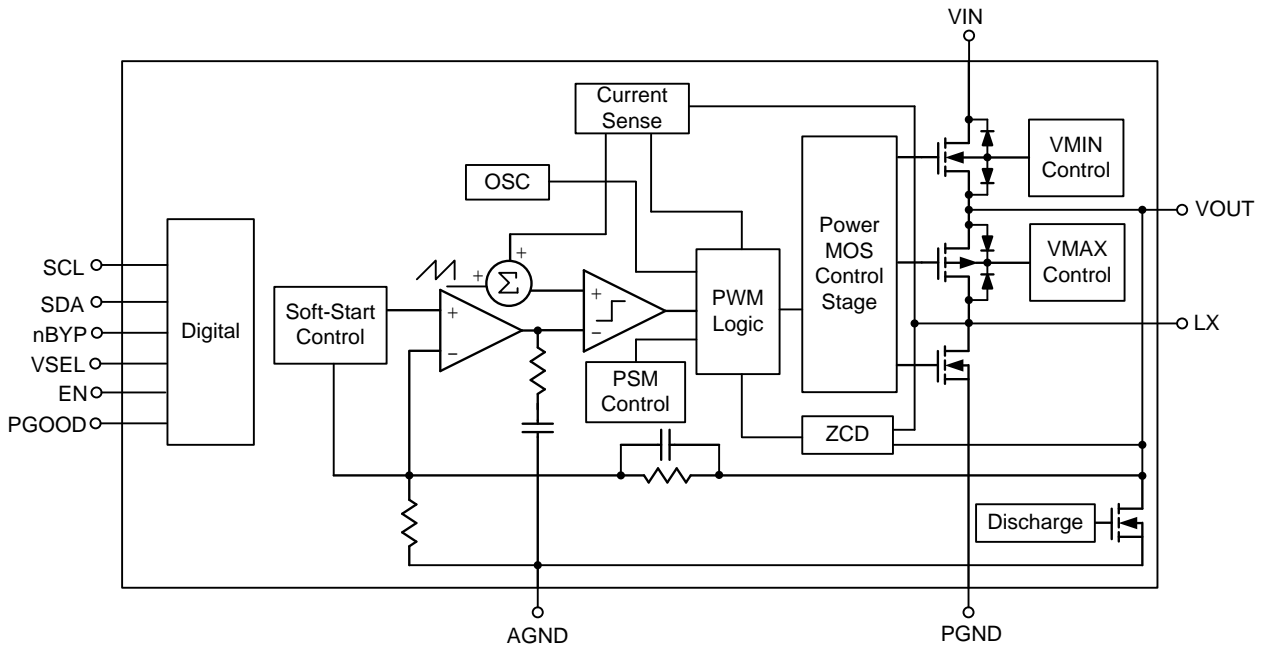 VIN
Current
Sense
VMIN
Control
OSC
VOUT
Power
MOS
Control
Stage
VMAX
Control
SCL
SDA
nBYP
VSEL
EN
PGOOD
Digital
Soft-Start
Control
+
−
+
+
Σ
+
−
PWM
Logic
LX
PSM
Control
ZCD
Discharge
AGND
PGND